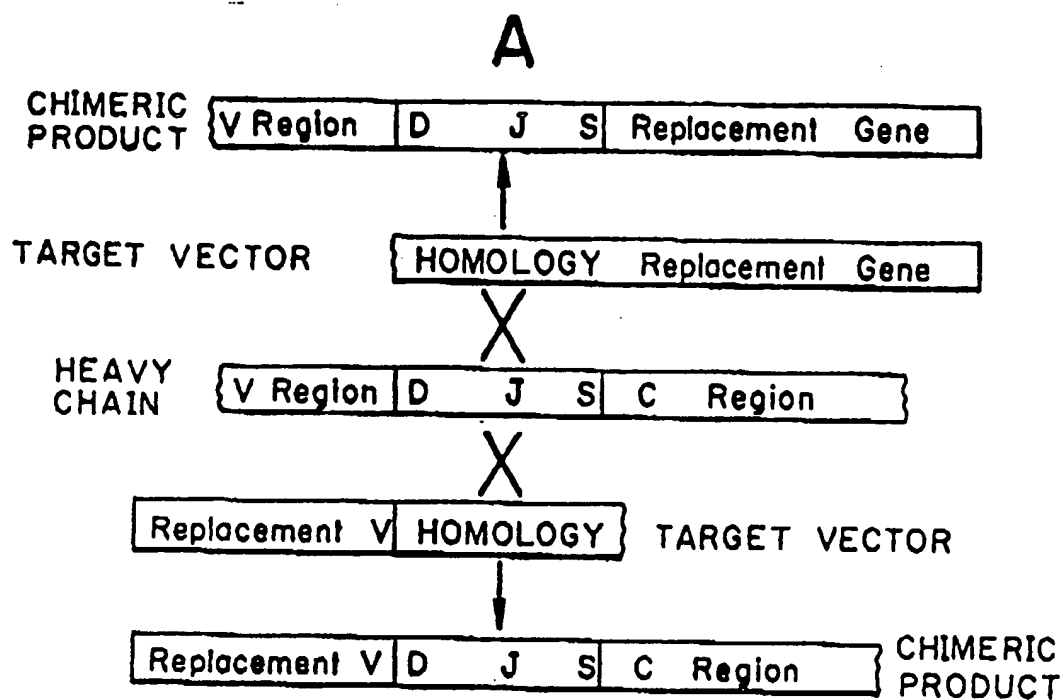 A
CHIMERIC
PRODUCT
V Region D J S Replacement Gene
TARGET VECTOR
HOMOLOGY Replacement Gene
HEAVY
CHAIN
V Region D J S C Region
Replacement V HOMOLOGY
TARGET VECTOR
Replacement V D J S C Region
CHIMERIC
PRODUCT